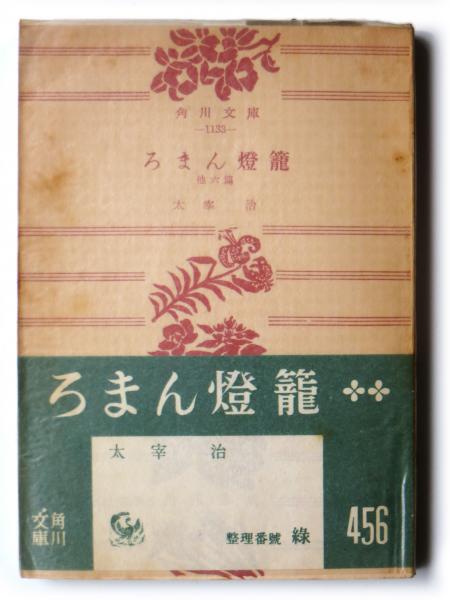 角川文庫
—1133—
ろまん燈籠
他六篇
太宰治
ろまん燈籠
太宰治
角川文庫
整理番號 綠
456